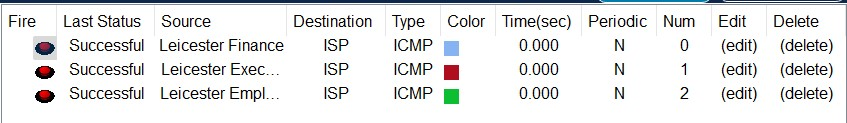 Fire Last Status Source Destination Type Color Time(sec) Periodic Num Edit Delete
Successful Leicester Finance ISP ICMP 0.000 N 0 (edit) (delete)
Successful Leicester Exec... ISP ICMP 0.000 N 1 (edit) (delete)
Successful Leicester Empl... ISP ICMP 0.000 N 2 (edit) (delete)